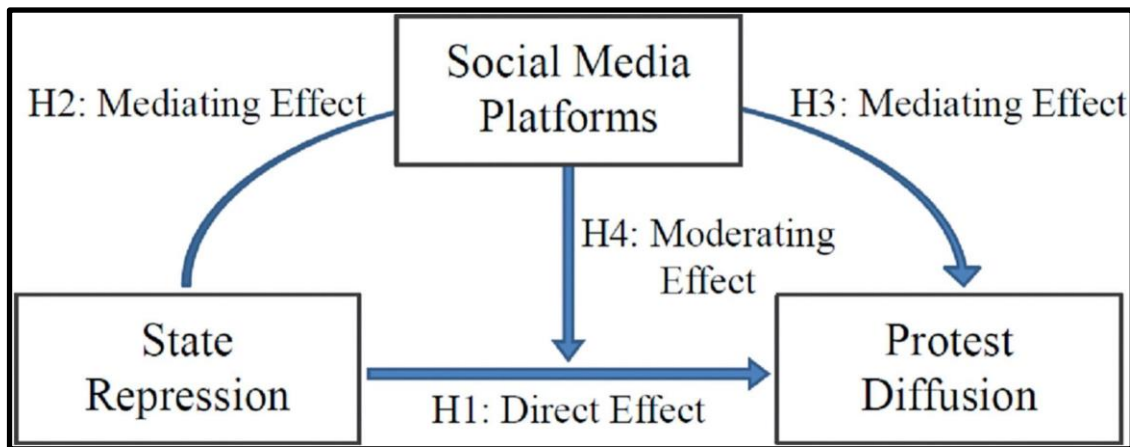 Social Media
Platforms
H2: Mediating Effect
H3: Mediating Effect
H4: Moderating
Effect
State
Repression
H1: Direct Effect
Protest
Diffusion